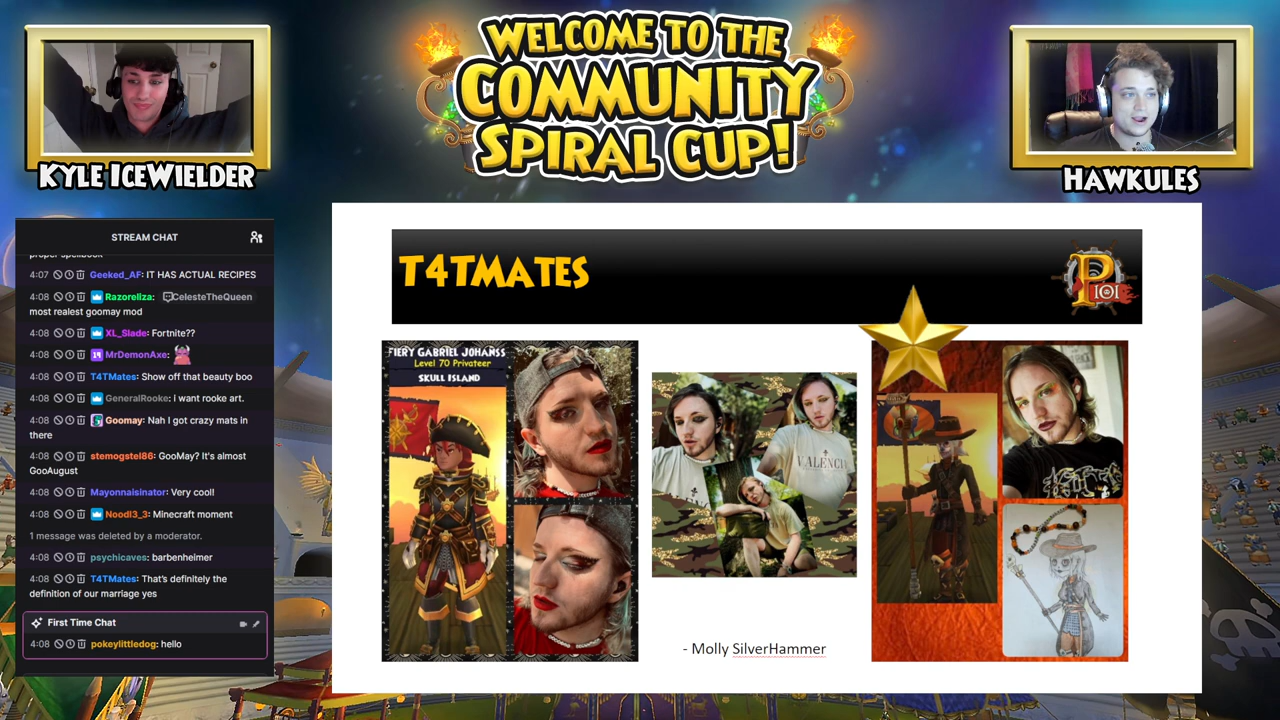 WELCOME TO THE
COMMUNITY
SPIRAL CUP!
KYLE ICEWIELDER
HAWKULES
STREAM CHAT
proper spellbook
4:07 Geeked_AF: IT HAS ACTUAL RECIPES
4:08 Razorellza: CelesteTheQueen
most realest goomay mod
4:08 XL_Slade: Fortnite??
4:08 MrDemonAxe:
4:08 T4TMates: Show off that beauty boo
4:08 GeneralRooke: i want rooke art.
4:08 Goomay: Nah I got crazy mats in
there
4:08 stemogstel86: GooMay? It's almost
GooAugust
4:08 Mayonnaisinator: Very cool!
4:08 Noodl3_3: Minecraft moment
1 message was deleted by a moderator.
4:08 psychicaves: barbenheimer
4:08 T4TMates: That's definitely the
definition of our marriage yes
First Time Chat
4:08 pokeylittledog: hello
T4TMATES
P101
FIERY GABRIEL JOHANSS
Level 70 Privateer
SKULL ISLAND
VALENCIA
- Molly SilverHammer